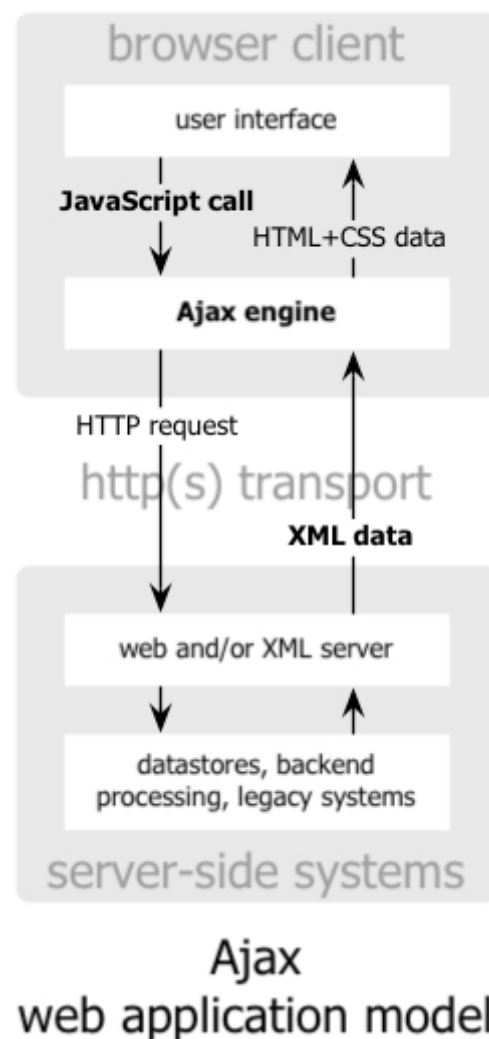 browser client
user interface
JavaScript call
HTML+CSS data
Ajax engine
HTTP request
http(s) transport
XML data
web and/or XML server
datastores, backend
processing, legacy systems
server-side systems
Ajax
web application model